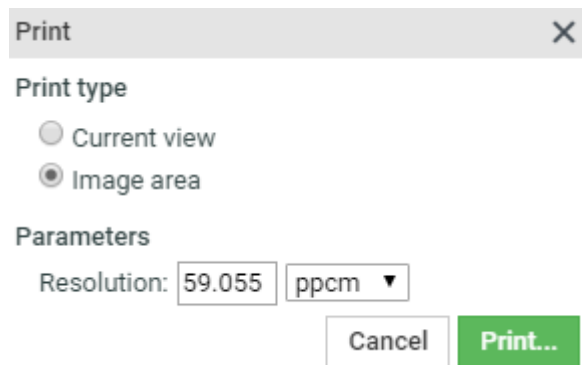 Print
Print type
Current view
Image area
Parameters
Resolution: 59.055 ppcm
Cancel Print...